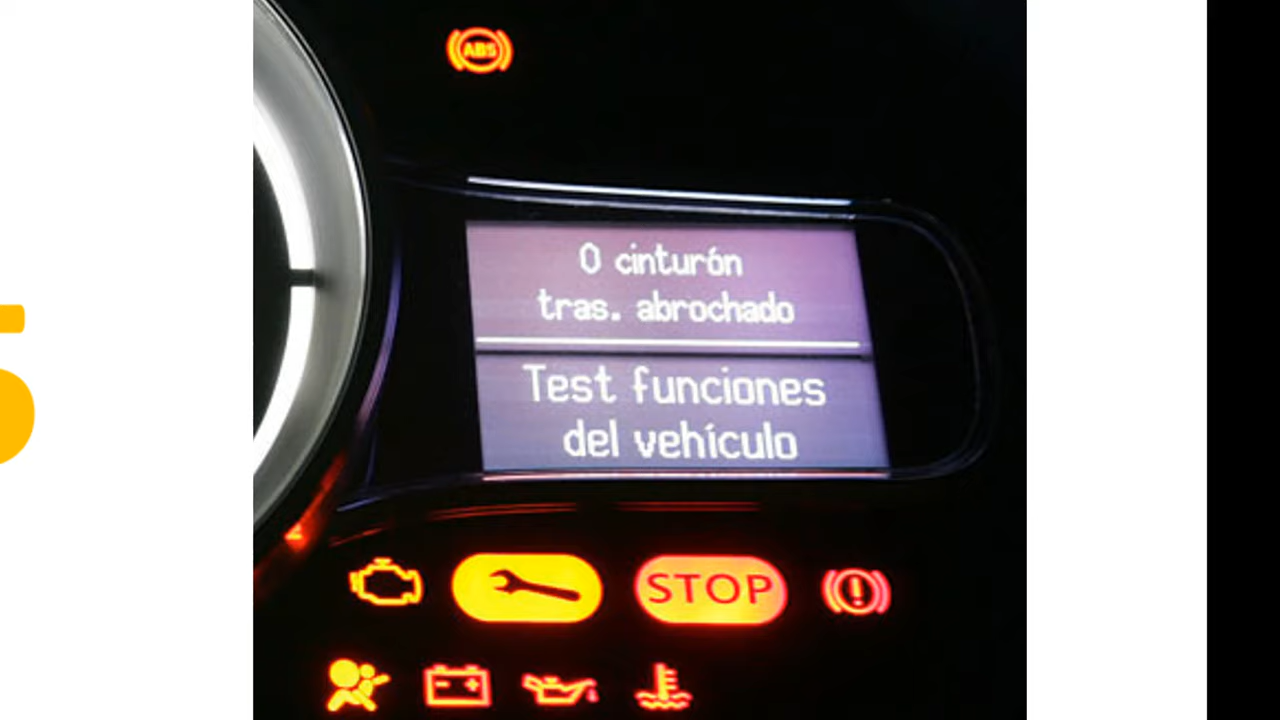 ABS
0 cinturón
tras. abrochado
Test funciones
del vehículo
STOP